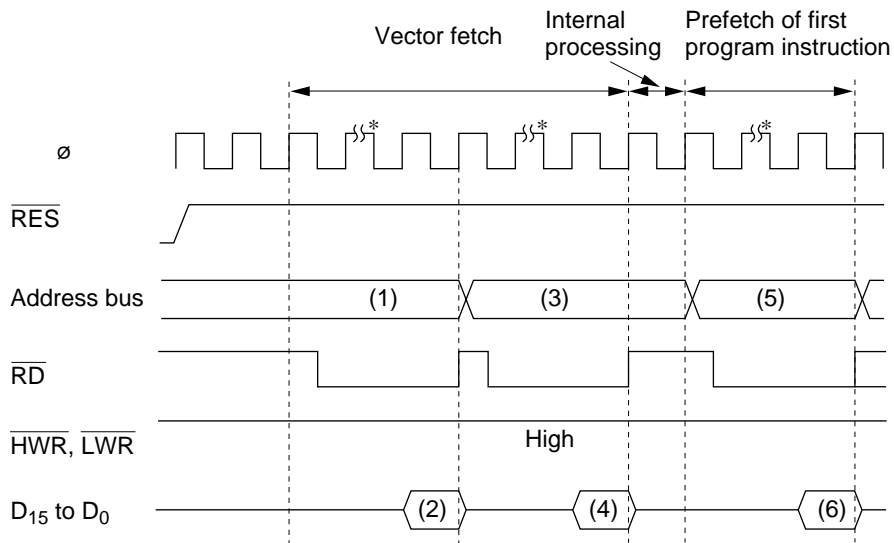 Vector fetch
Internal
processing
Prefetch of first
program instruction
*
*
*
ø
RES
Address bus
(1)
(3)
(5)
RD
HWR, LWR
High
D15 to D0
(2)
(4)
(6)